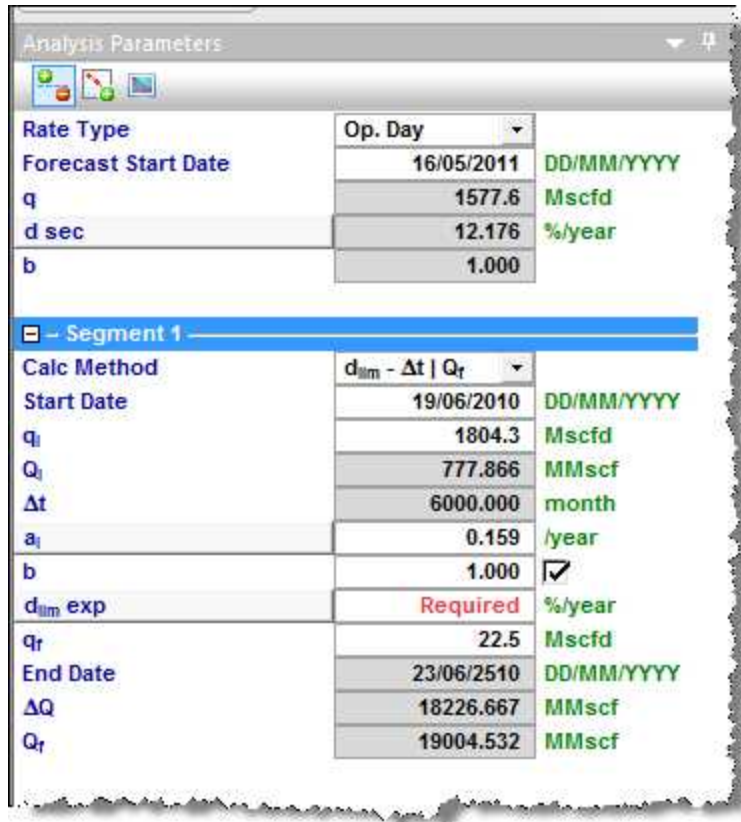 Analysis Parameters
Rate Type Op. Day
Forecast Start Date 16/05/2011 DD/MM/YYYY
q 1577.6 Mscfd
d sec 12.176 %/year
b 1.000
Segment 1
Calc Method dlim - Δt | Qf
Start Date 19/06/2010 DD/MM/YYYY
qi 1804.3 Mscfd
Qi 777.866 MMscf
Δt 6000.000 month
ai 0.159 /year
b 1.000
dlim exp Required %/year
qf 22.5 Mscfd
End Date 23/06/2510 DD/MM/YYYY
ΔQ 18226.667 MMscf
Qf 19004.532 MMscf